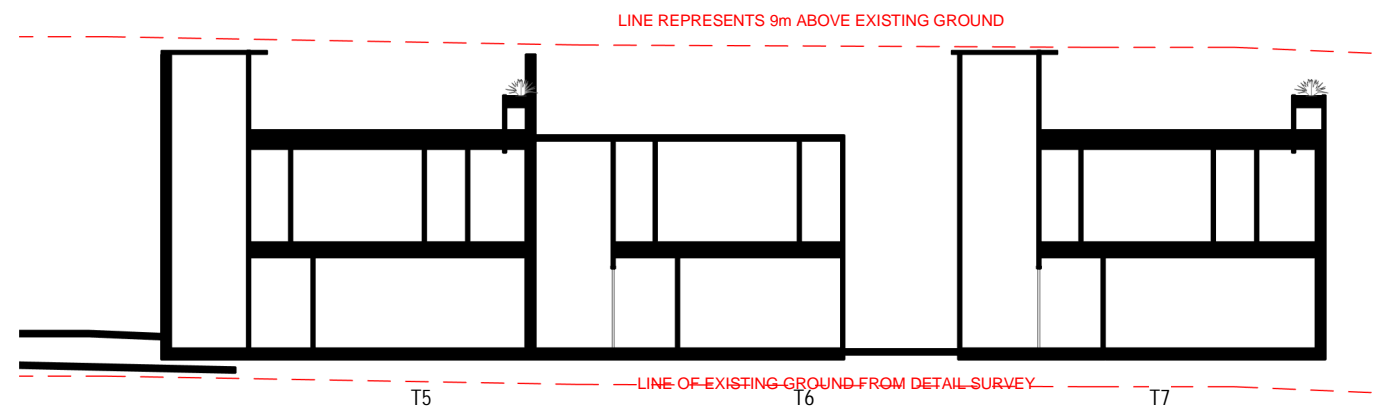 LINE REPRESENTS 9m ABOVE EXISTING GROUND
LINE OF EXISTING GROUND FROM DETAIL SURVEY
T5
T6
T7